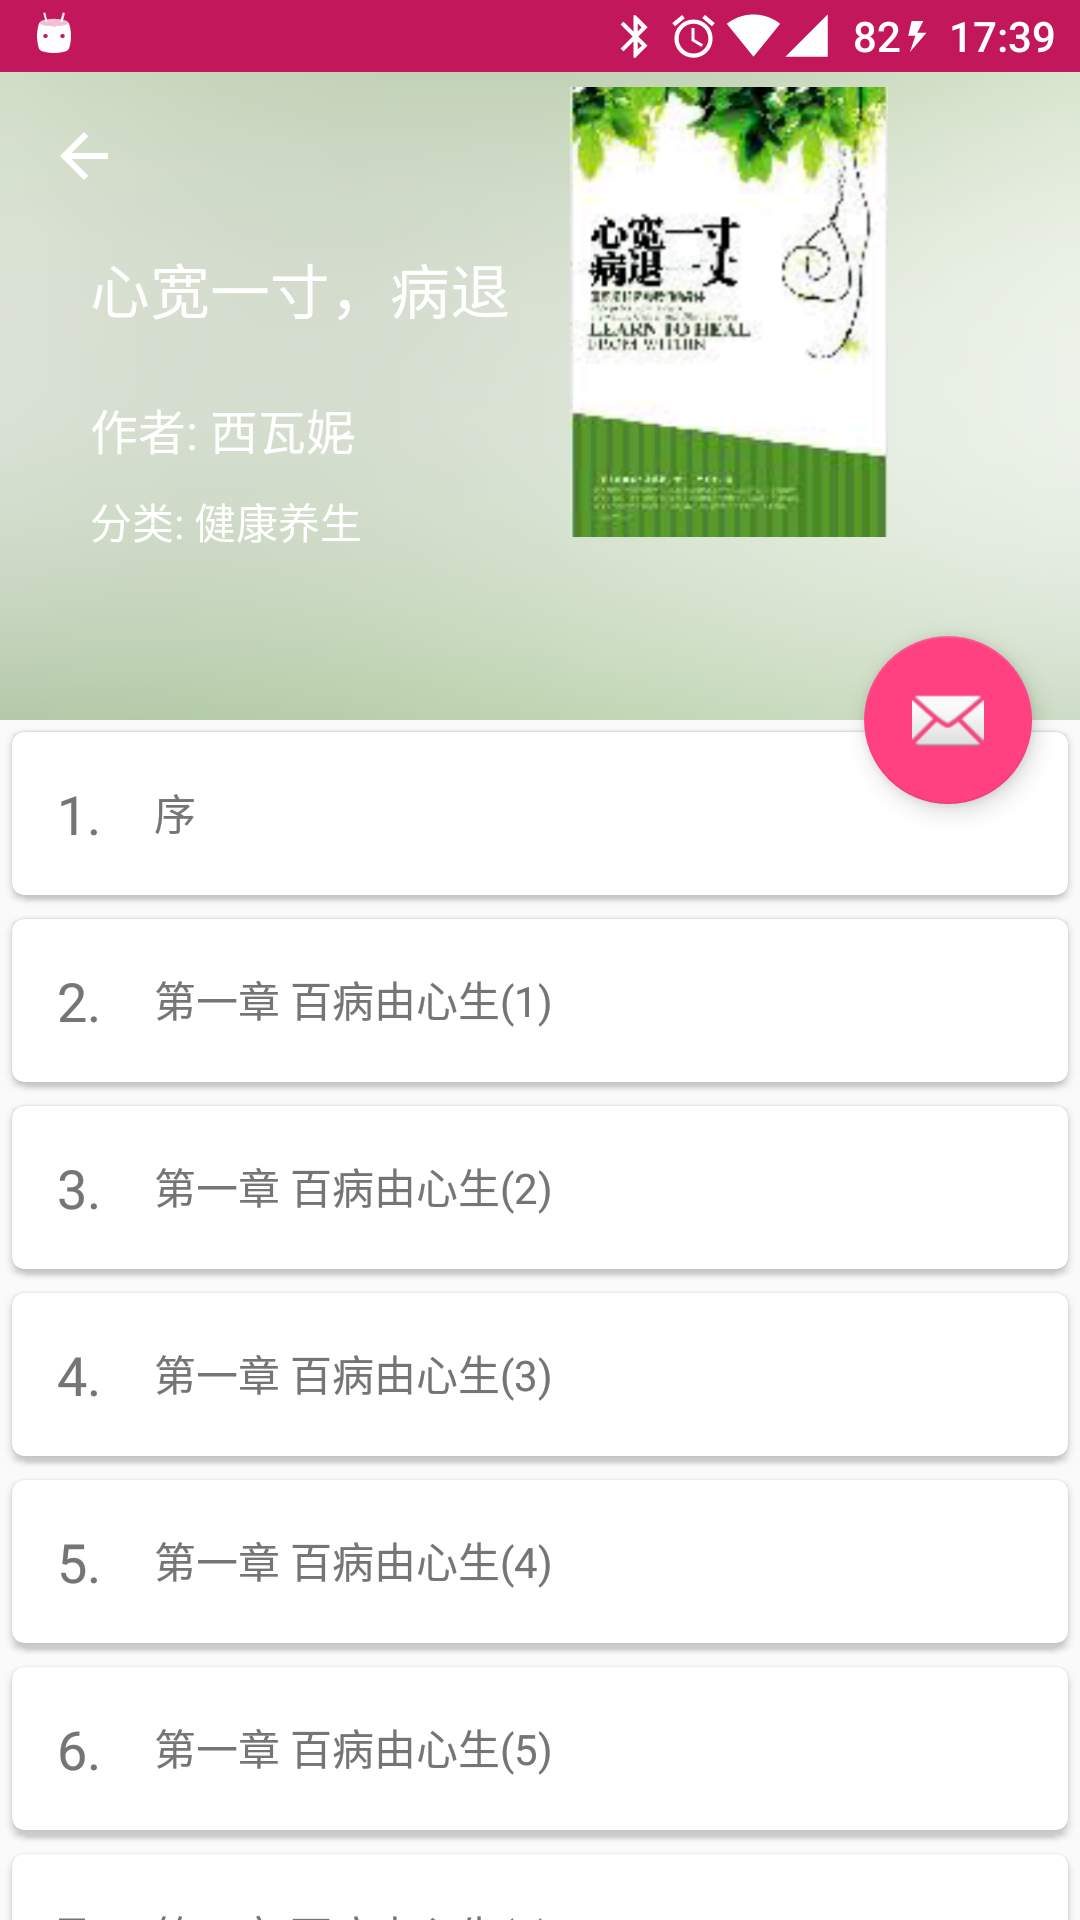 82 17:39
心宽一寸
病退一丈
LEARN TO HEAL
FROM WITHIN
心宽一寸，病退
作者: 西瓦妮
分类: 健康养生
1. 序
2. 第一章 百病由心生(1)
3. 第一章 百病由心生(2)
4. 第一章 百病由心生(3)
5. 第一章 百病由心生(4)
6. 第一章 百病由心生(5)